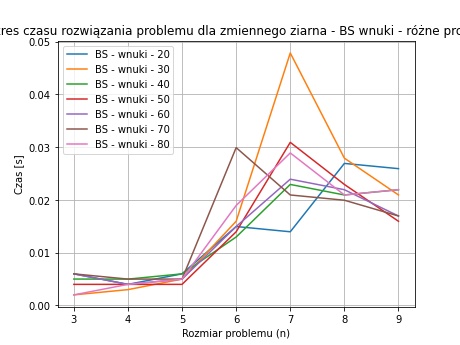 czasu rozwiązania problemu dla zmiennego ziarna - BS wnuki - różne
BS - wnuki - 20
BS - wnuki - 30
BS - wnuki - 40
BS - wnuki - 50
BS - wnuki - 60
BS - wnuki - 70
BS - wnuki - 80
0.05
0.04
0.03
0.02
0.01
0.00
Czas [s]
3 4 5 6 7 8 9
Rozmiar problemu (n)